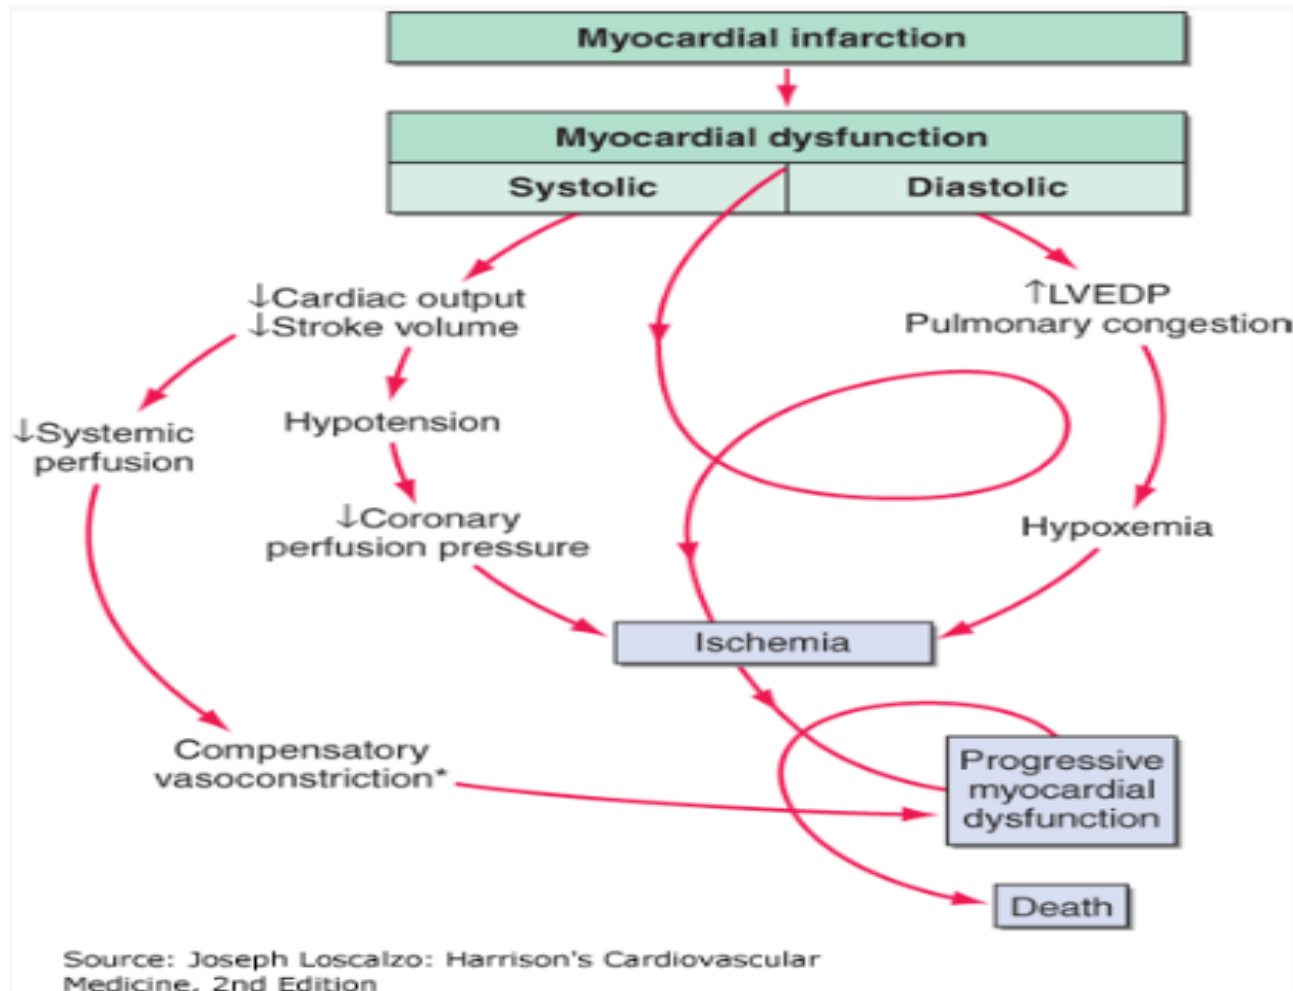 Myocardial infarction
Myocardial dysfunction
Systolic
Diastolic
↓Cardiac output
↓Stroke volume
↑LVEDP
Pulmonary congestion
↓Systemic
perfusion
Hypotension
↓Coronary
perfusion pressure
Hypoxemia
Ischemia
Compensatory
vasoconstriction*
Progressive
myocardial
dysfunction
Death
Source: Joseph Loscalzo: Harrison's Cardiovascular
Medicine, 2nd Edition